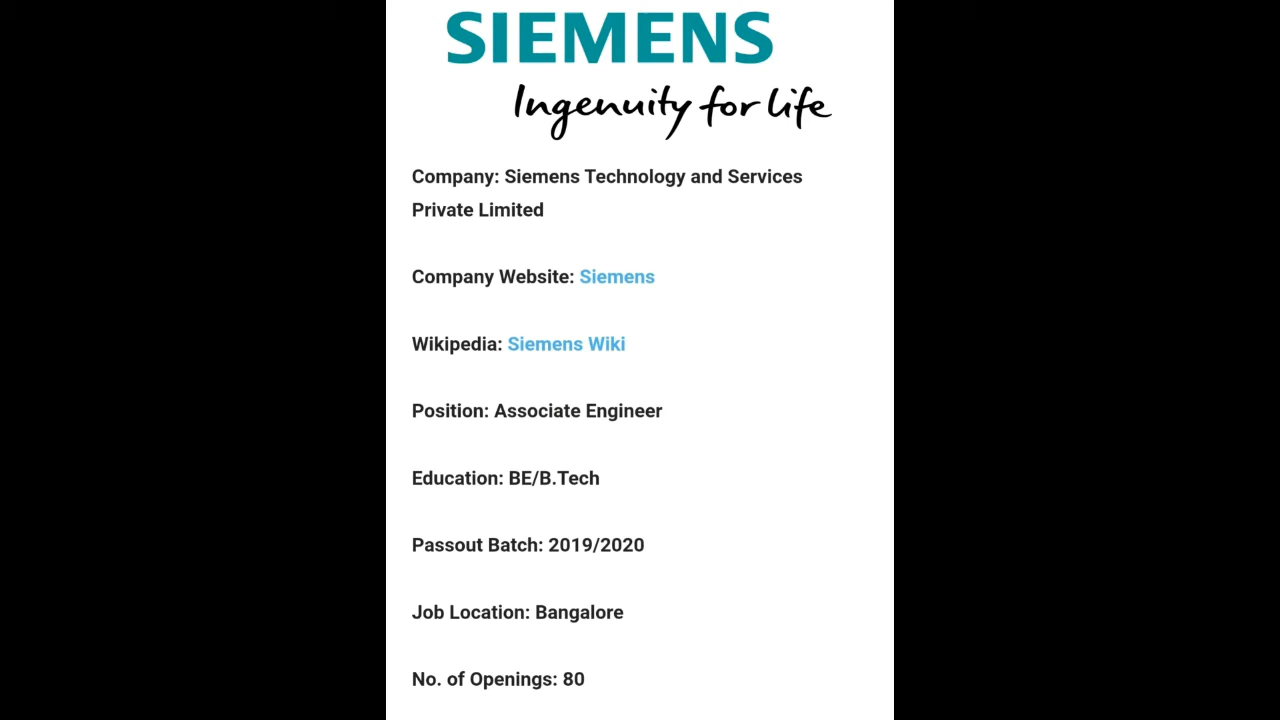 SIEMENS
Ingenuity for life
Company: Siemens Technology and Services
Private Limited
Company Website: Siemens
Wikipedia: Siemens Wiki
Position: Associate Engineer
Education: BE/B.Tech
Passout Batch: 2019/2020
Job Location: Bangalore
No. of Openings: 80